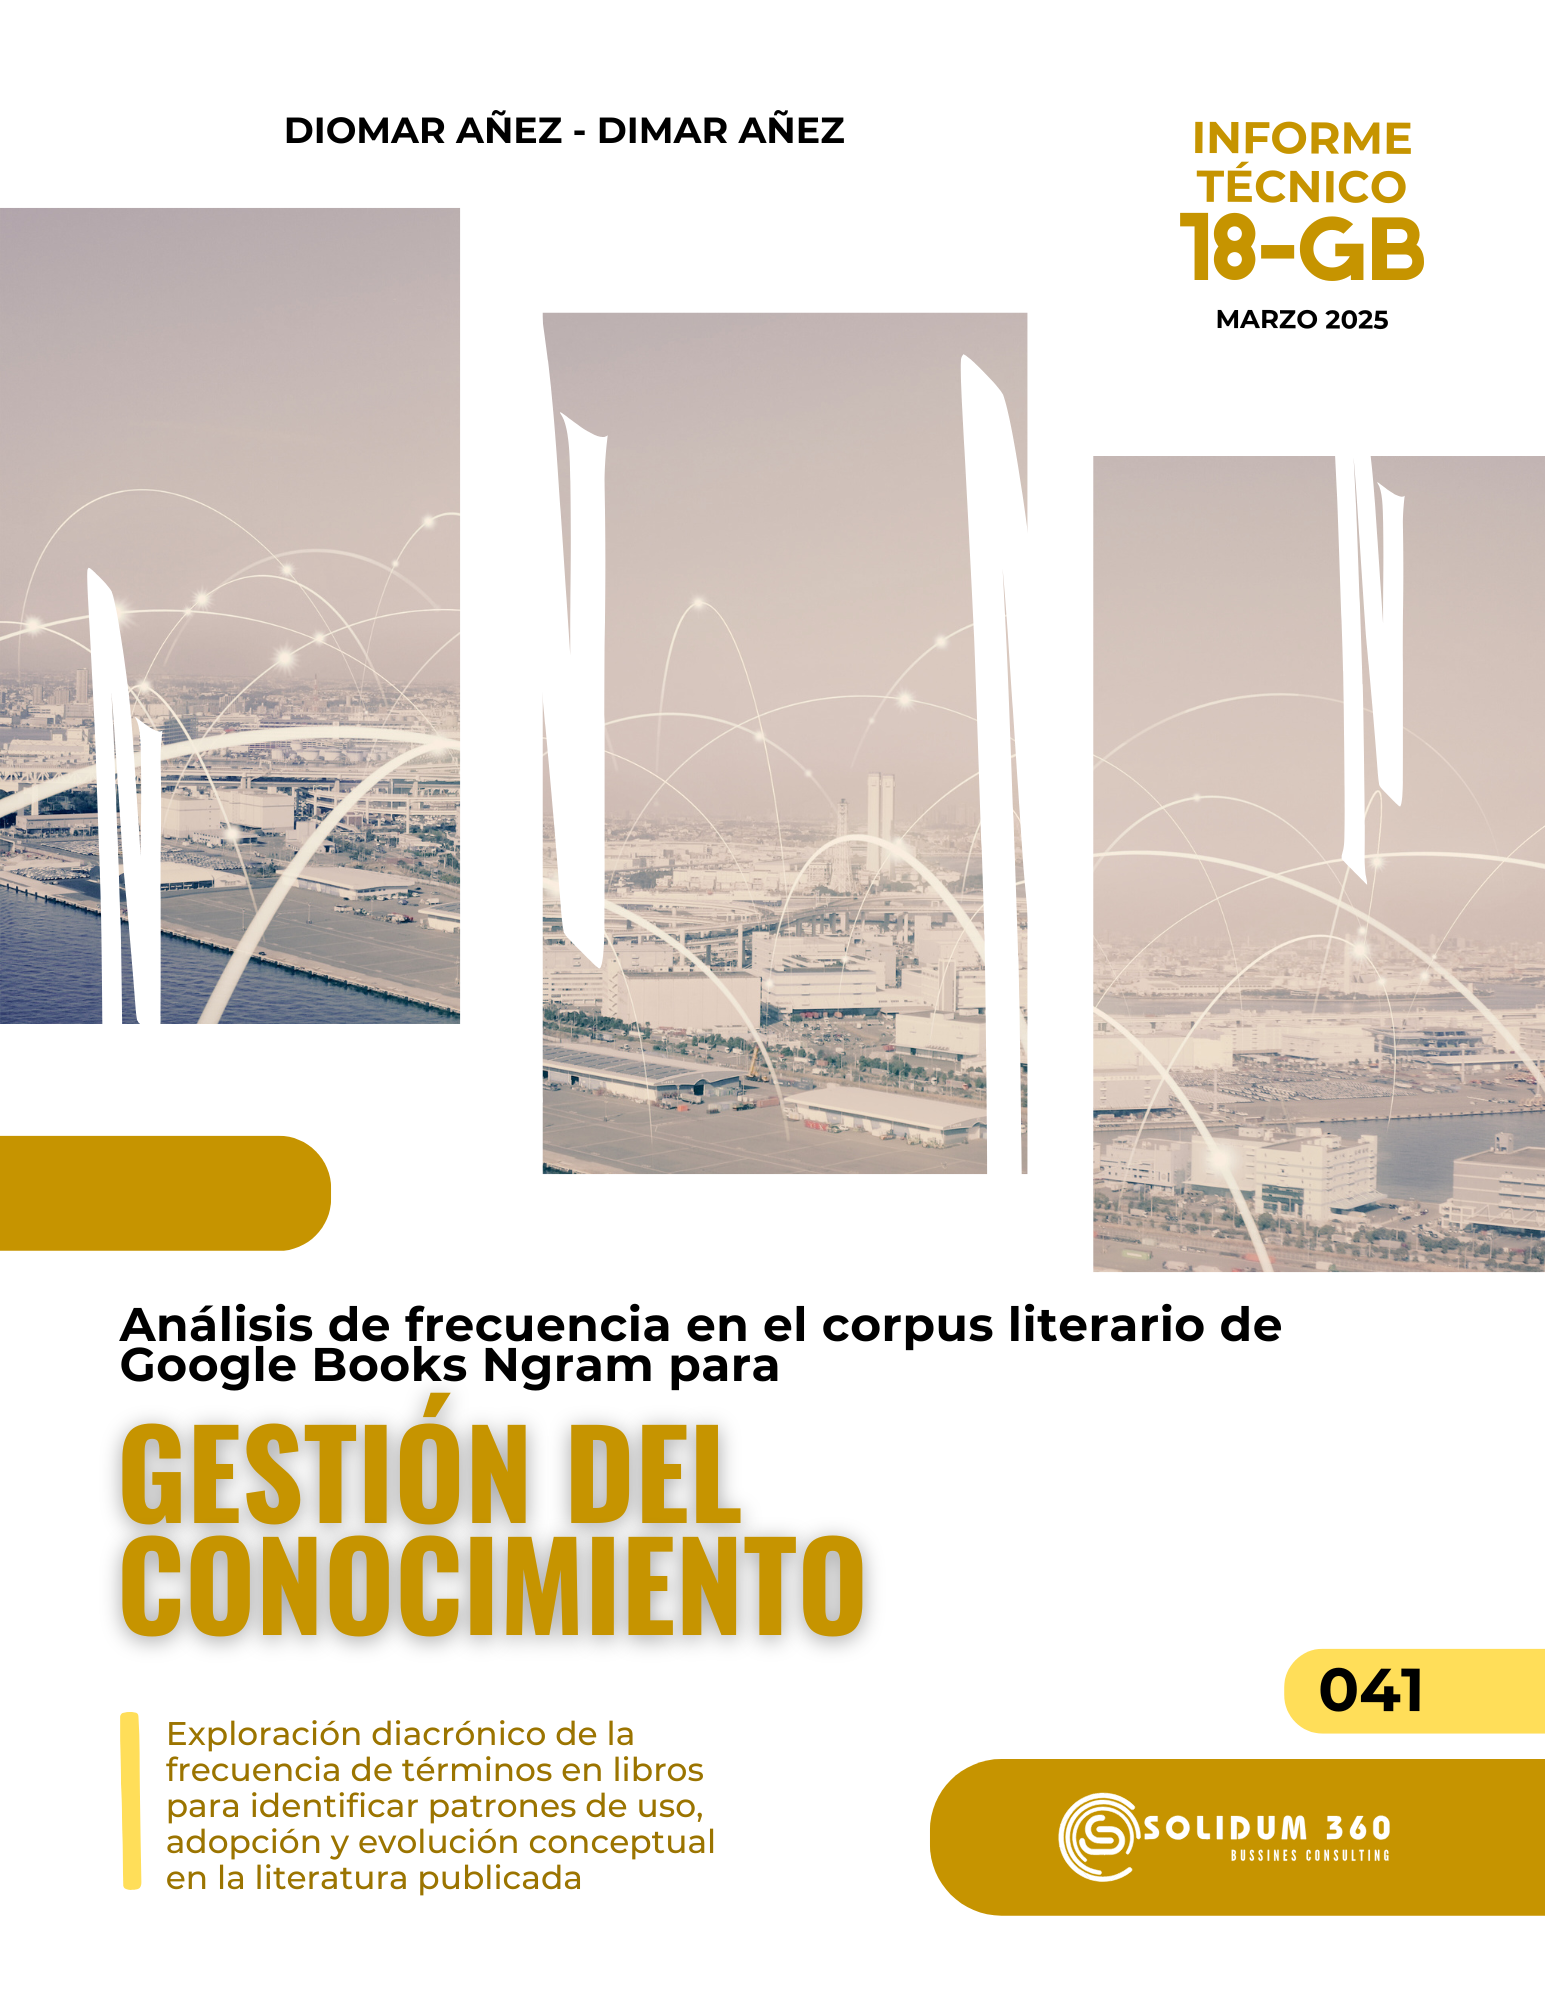 DIOMAR AÑEZ - DIMAR AÑEZ
INFORME
TÉCNICO
18-GB
MARZO 2025
Análisis de frecuencia en el corpus literario de
Google Books Ngram para
GESTIÓN DEL
CONOCIMIENTO
041
Exploración diacrónico de la
frecuencia de términos en libros
para identificar patrones de uso,
adopción y evolución conceptual
en la literatura publicada
SOLIDUM 360
BUSSINES CONSULTING